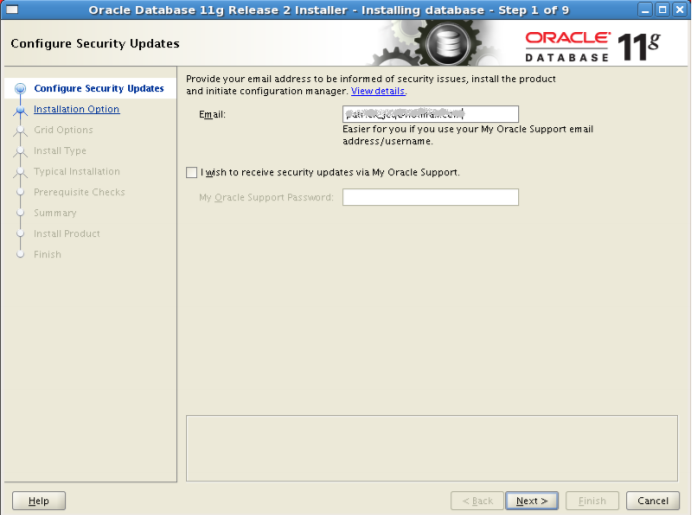 Oracle Database 11g Release 2 Installer - Installing database - Step 1 of 9
Configure Security Updates
ORACLE
DATABASE 11g
Configure Security Updates
Installation Option
Grid Options
Install Type
Typical Installation
Prerequisite Checks
Summary
Install Product
Finish
Provide your email address to be informed of security issues, install the product
and initiate configuration manager. View details.
Email:
Easier for you if you use your My Oracle Support email
address/username.
I wish to receive security updates via My Oracle Support.
My Oracle Support Password:
Help
< Back
Next >
Finish
Cancel